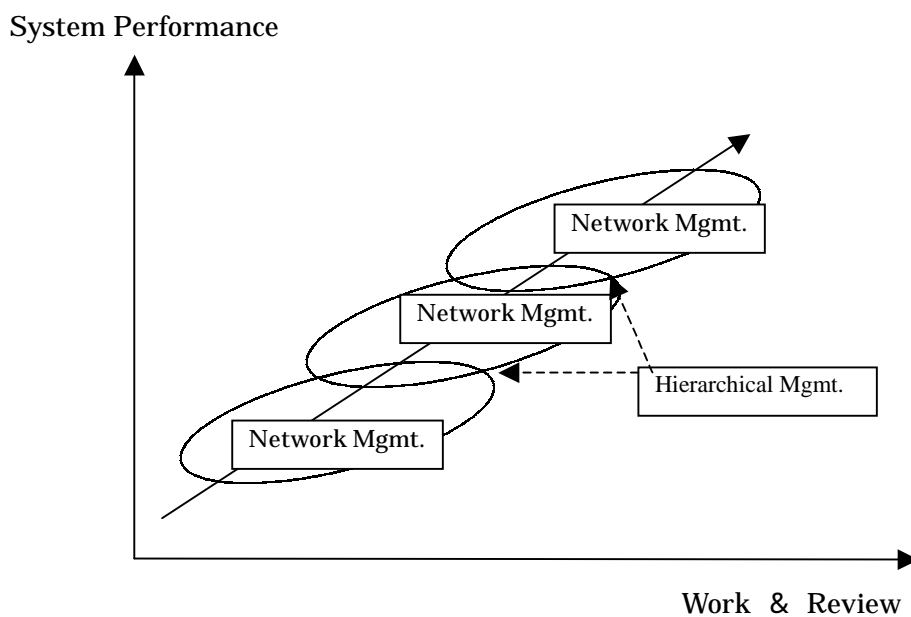 System Performance
Network Mgmt.
Network Mgmt.
Hierarchical Mgmt.
Network Mgmt.
Work & Review